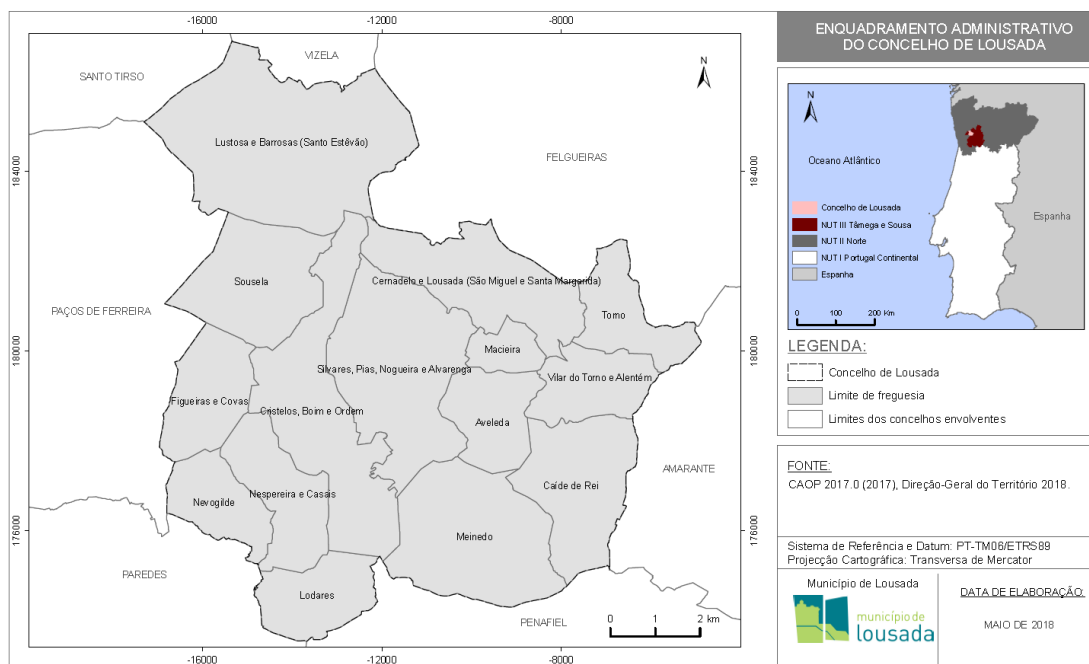 -16000
-12000
-8000
VIZELA
SANTO TIRSO
N
Lustosa e Barrosas (Santo Estêvão)
FELGUEIRAS
184000
184000
Sousela
Cernadelo e Lousada (São Miguel e Santa Margarida)
PAÇOS DE FERREIRA
Torno
180000
180000
Macieira
Silvares, Pias, Nogueira e Alvarenga
Vilar do Torno e Alentém
Figueiras e Covas
Cristelos, Boim e Ordem
Aveleda
AMARANTE
Caíde de Rei
Nevogilde
Nespereira e Casais
176000
176000
Meinedo
PAREDES
Lodares
PENAFIEL
0 1 2 km
-16000
-12000
-8000
ENQUADRAMENTO ADMINISTRATIVO
DO CONCELHO DE LOUSADA
N
Oceano Atlântico
Espanha
Concelho de Lousada
NUT III Tâmega e Sousa
NUT II Norte
NUT I Portugal Continental
Espanha
0 100 200 Km
LEGENDA:
Concelho de Lousada
Limite de freguesia
Limites dos concelhos envolventes
FONTE:
CAOP 2017.0 (2017), Direção-Geral do Território 2018.
Sistema de Referência e Datum: PT-TM06/ETRS89
Projecção Cartográfica: Transversa de Mercator
Município de Lousada
município de
lousada
DATA DE ELABORAÇÃO:
MAIO DE 2018